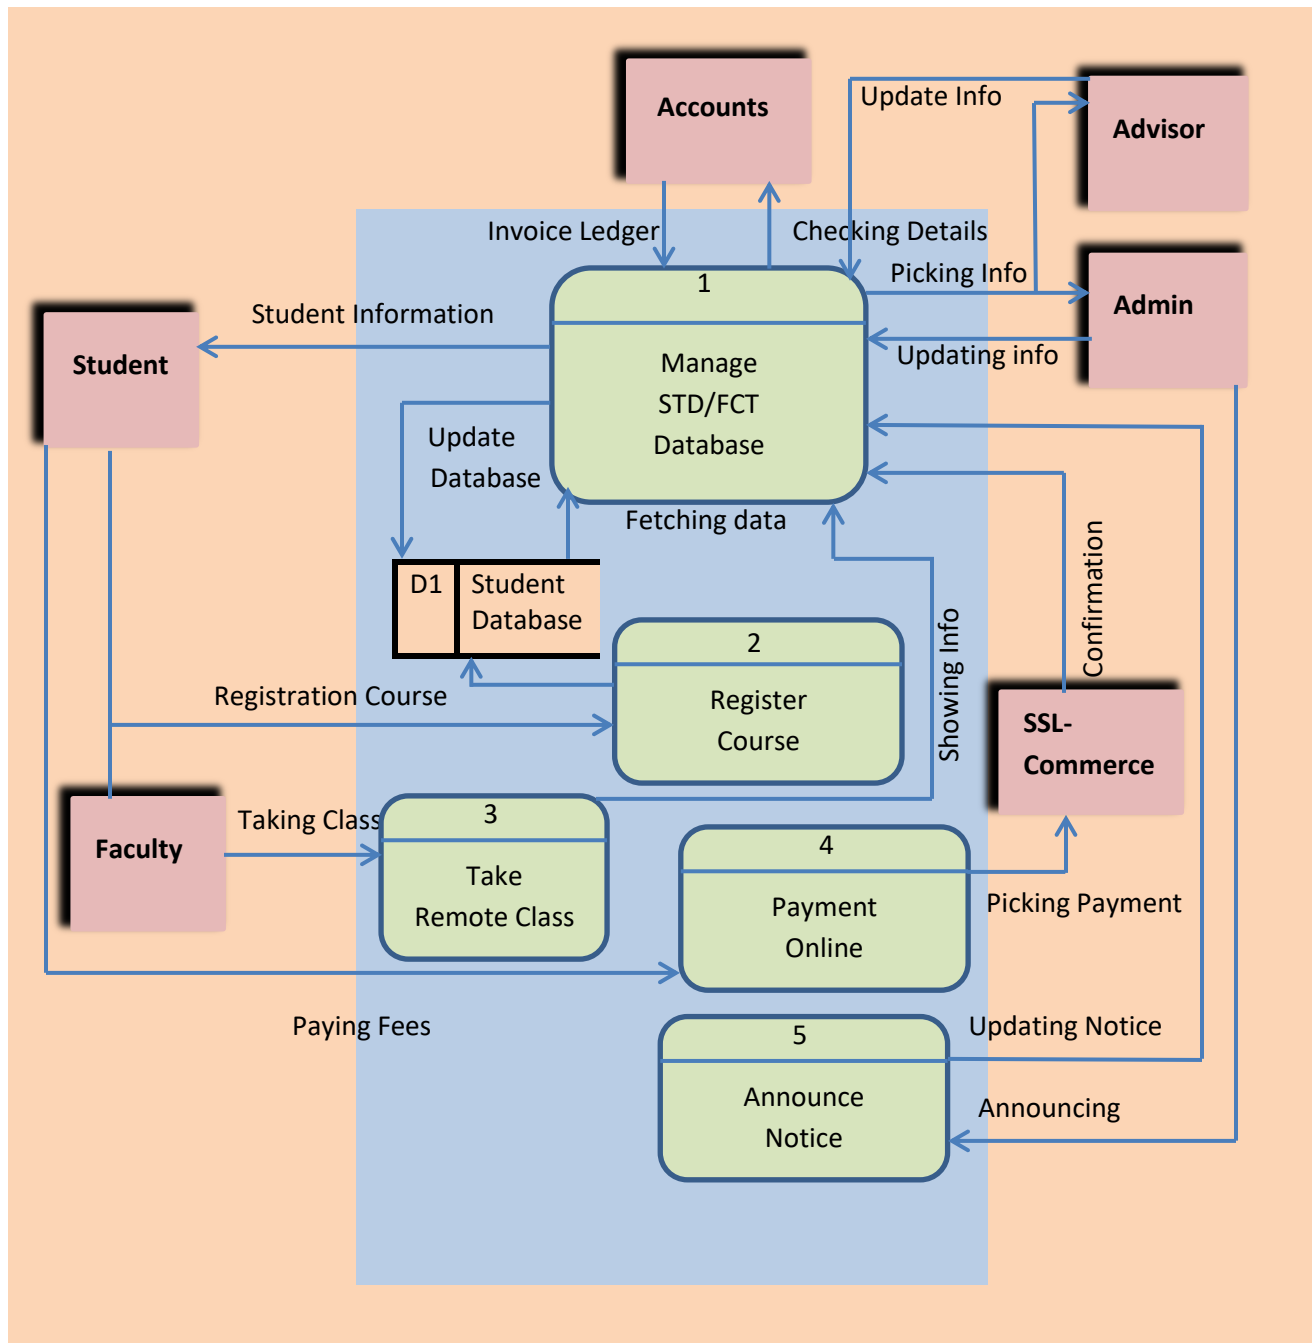 Accounts
Update Info
Advisor
Invoice Ledger
Checking Details
Picking Info
Admin
1
Student Information
Updating info
Student
Manage
STD/FCT
Database
Update
Database
Fetching data
D1
Student
Database
Confirmation
2
Showing Info
Registration Course
Register
Course
SSL-
Commerce
Taking Class
3
Faculty
4
Take
Remote Class
Payment
Online
Picking Payment
Paying Fees
5
Updating Notice
Announce
Notice
Announcing